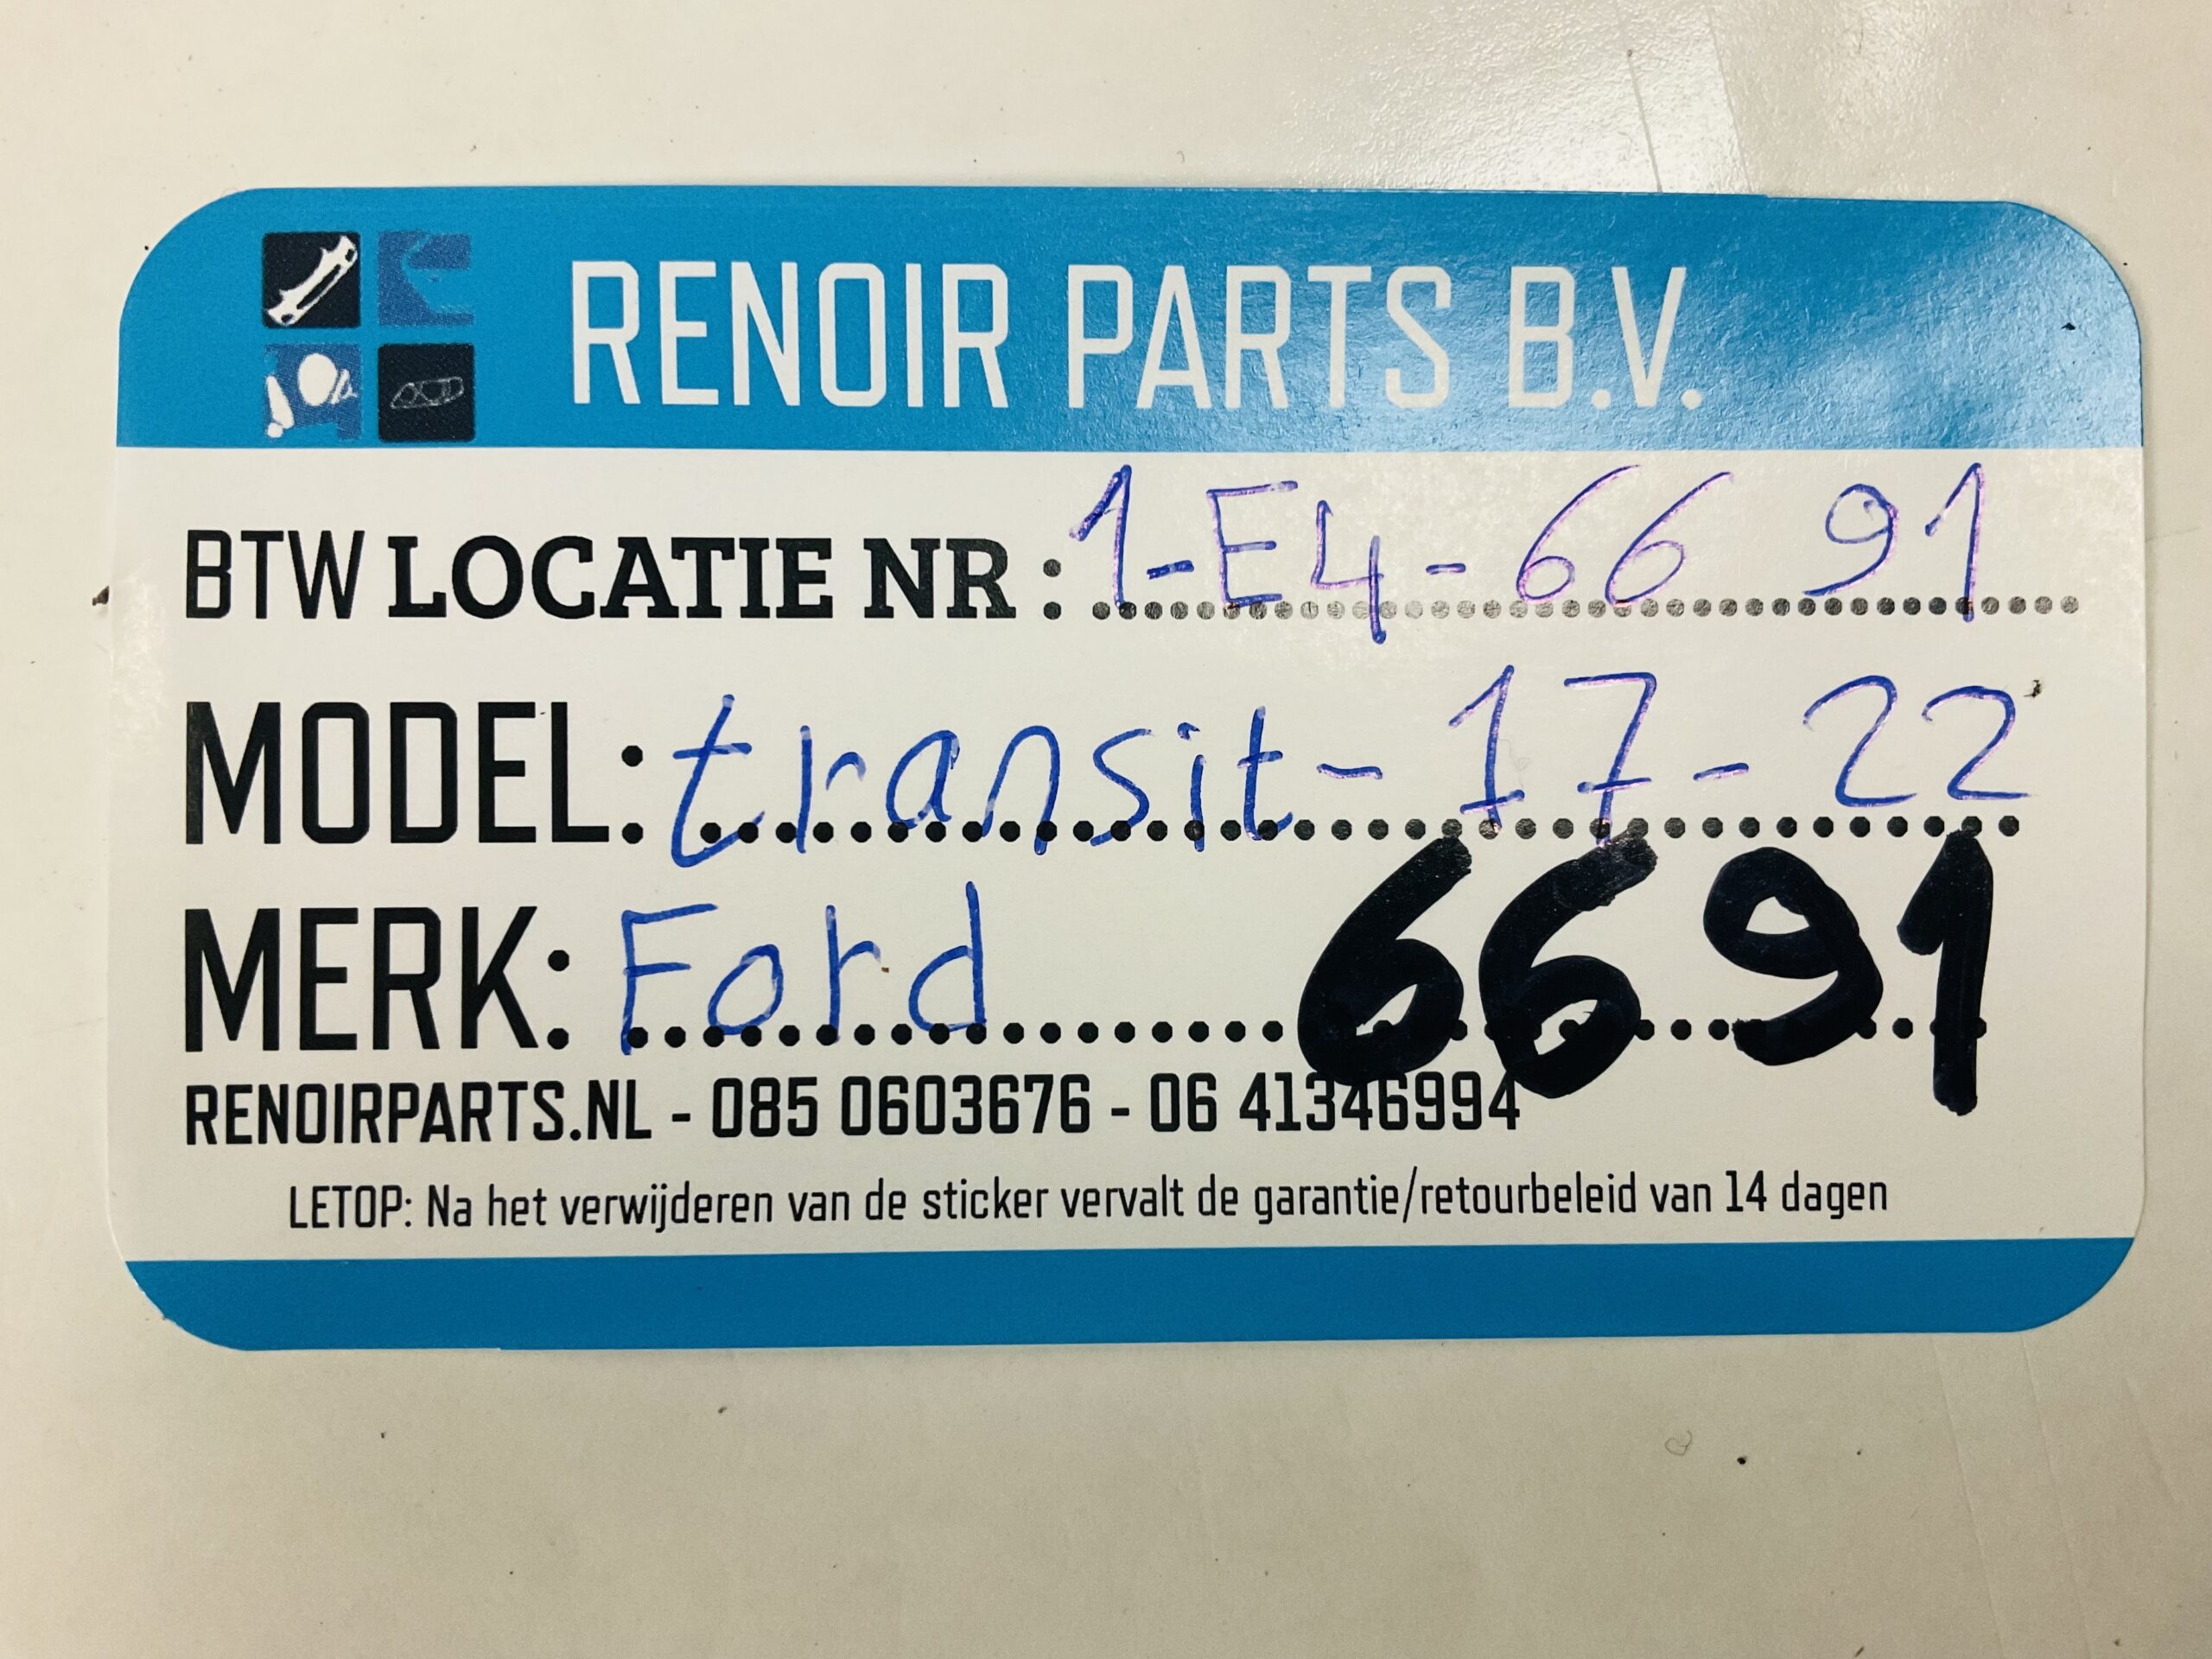 RENOIR PARTS B.V.
BTW LOCATIE NR: 1-E4-66 91
MODEL: transit-17-22
MERK: Ford 6691
RENOIRPARTS.NL - 085 0603676 - 06 41346994
LETOP: Na het verwijderen van de sticker vervalt de garantie/retourbeleid van 14 dagen